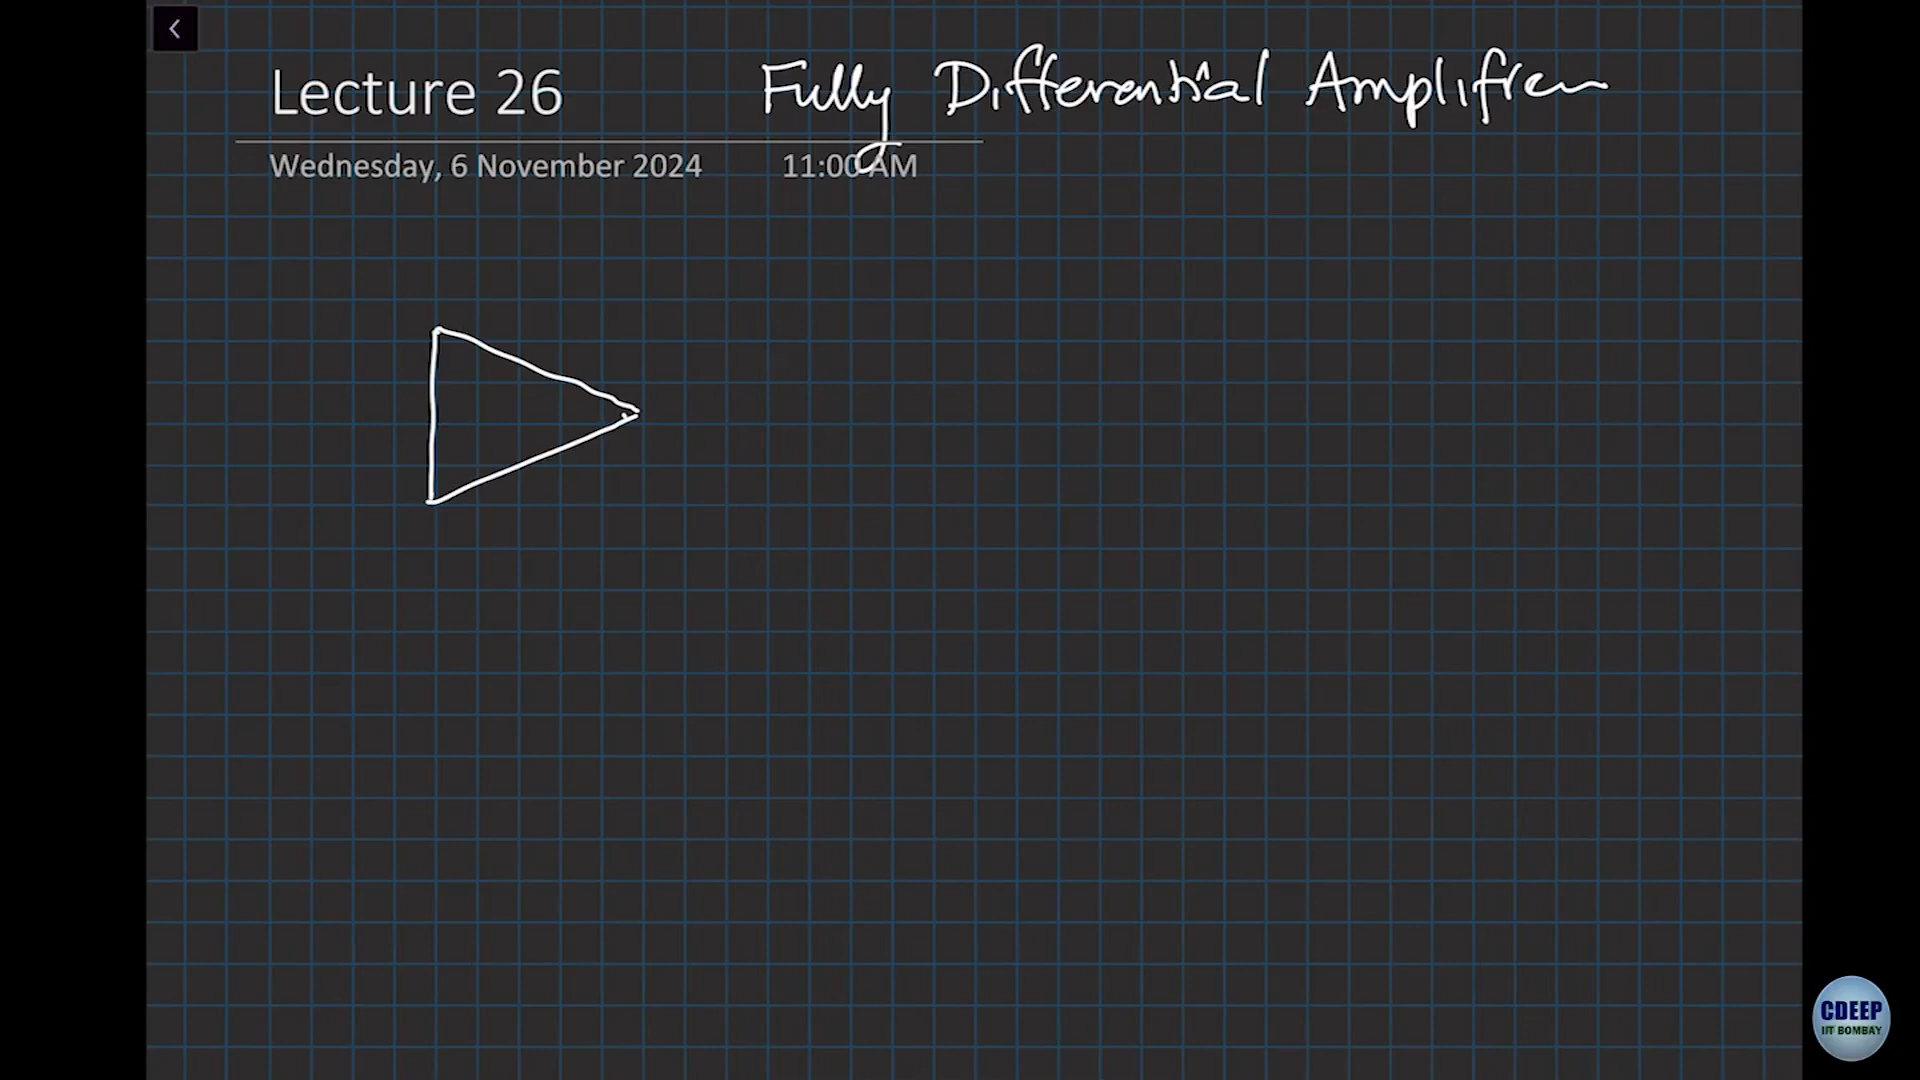 Lecture 26 Fully Differential Amplifier
Wednesday, 6 November 2024 11:00 AM
CDEEP
IIT BOMBAY